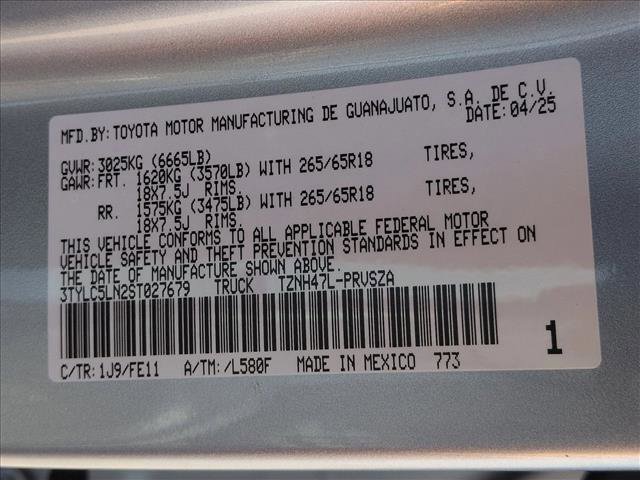 MFD.BY: TOYOTA MOTOR MANUFACTURING DE GUANAJUATO, S.A. DE C.V.
DATE: 04/25
GVWR: 3025KG (6665LB)
GAWR: FRT. 1620KG (3570LB) WITH 265/65R18 TIRES,
18X7.5J RIMS.
RR. 1575KG (3475LB) WITH 265/65R18 TIRES,
18X7.5J RIMS.
THIS VEHICLE CONFORMS TO ALL APPLICABLE FEDERAL MOTOR
VEHICLE SAFETY AND THEFT PREVENTION STANDARDS IN EFFECT ON
THE DATE OF MANUFACTURE SHOWN ABOVE.
3TYLC5LN2ST027679 TRUCK TZNH47L-PRVSZA
1
C/TR: 1J9/FE11 A/TM: /L580F MADE IN MEXICO 773